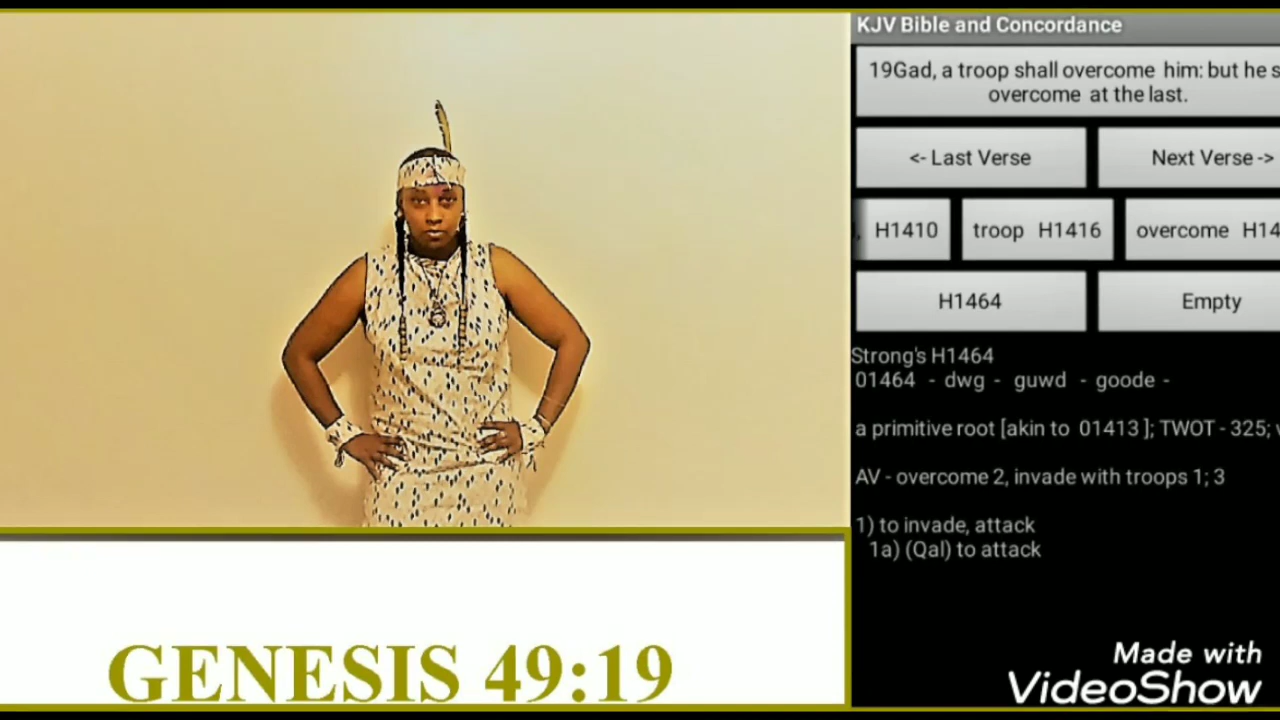 KJV Bible and Concordance
19Gad, a troop shall overcome him: but he s
overcome at the last.
<- Last Verse
Next Verse ->
, H1410
troop H1416
overcome H14
H1464
Empty
Strong's H1464
01464 - dwg - guwd - goode -
a primitive root [akin to 01413 ]; TWOT - 325;
AV - overcome 2, invade with troops 1; 3
1) to invade, attack
1a) (Qal) to attack
GENESIS 49:19
Made with
VideoShow